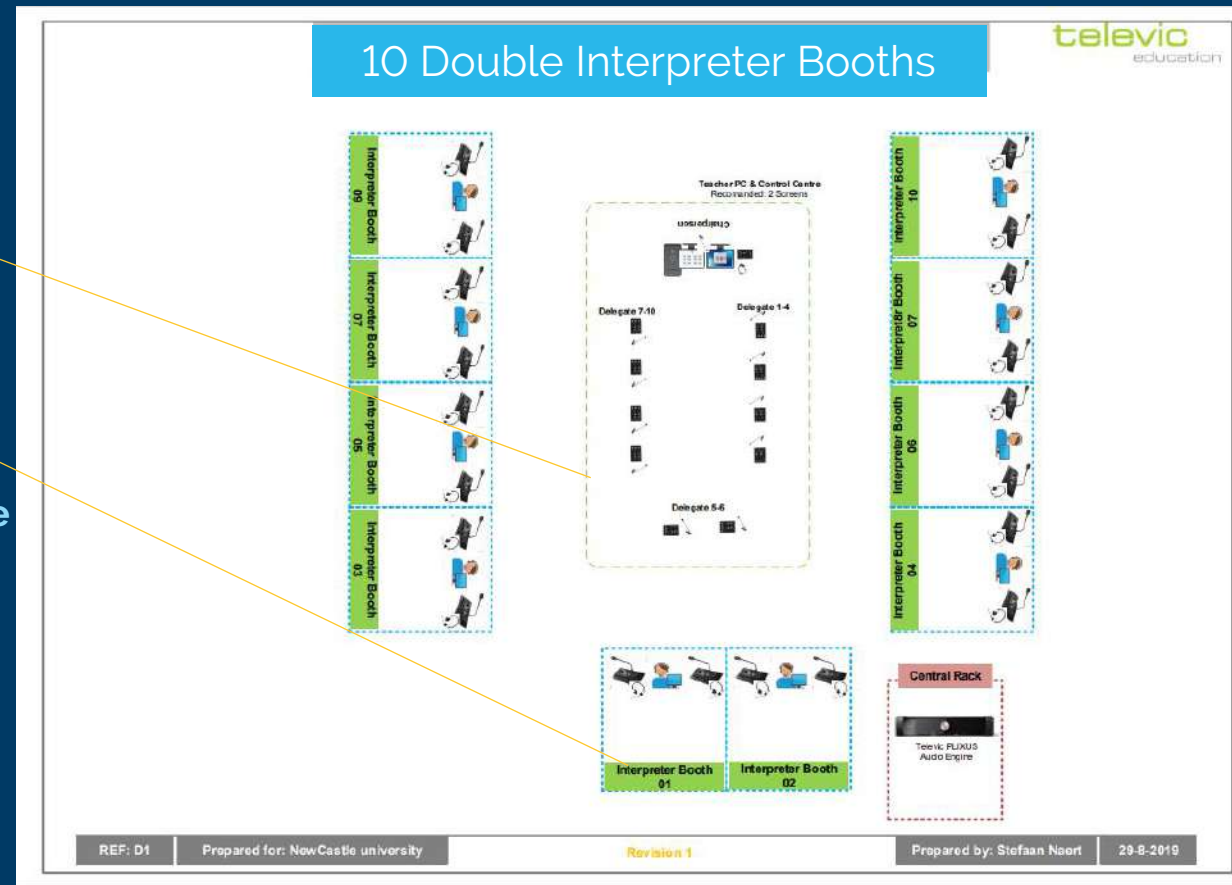 10 Double Interpreter Booths
televic
education
Interpreter Booth
09
Interpreter Booth
07
Interpreter Booth
05
Interpreter Booth
03
Teacher PC & Control Centre
Recomanded: 2 Screens
Chairperson
Delegate 7-10
Delegate 1-4
Delegate 5-6
Interpreter Booth
10
Interpreter Booth
07
Interpreter Booth
06
Interpreter Booth
04
Interpreter Booth
01
Interpreter Booth
02
Central Rack
Televic PLIXUS
Audio Engine
e
REF: D1
Prepared for: NewCastle university
Revision 1
Prepared by: Stefaan Naert
29-8-2019